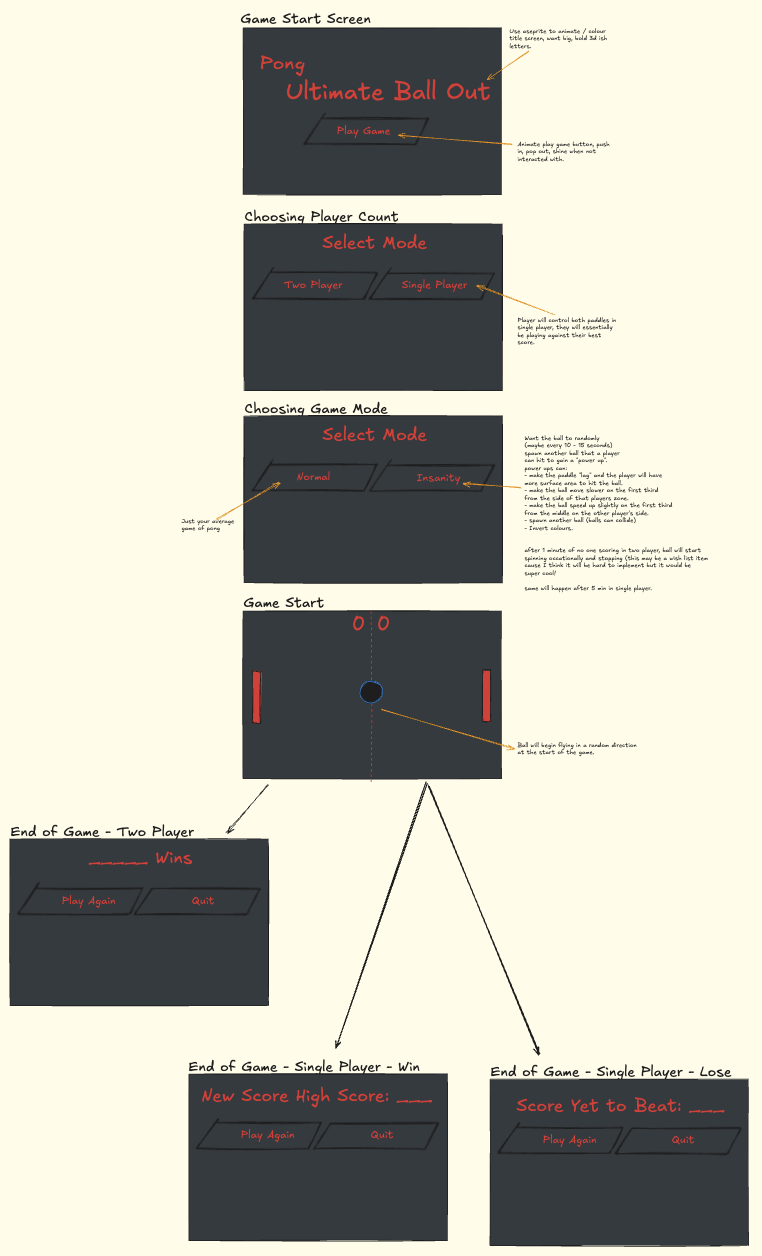 Game Start Screen
Use aseprite to animate / colour
title screen, want big, bold 3d ish
letters.
Pong
Ultimate Ball Out
Play Game
Animate play game button, push
in, pop out, shine when not
interacted with.
Choosing Player Count
Select Mode
Two Player
Single Player
Player will control both paddles in
single player, they will essentially
be playing against their best
score.
Choosing Game Mode
Select Mode
Normal
Insanity
Just your average
game of pong
Want the ball to randomly
(maybe every 10 - 15 seconds)
spawn another ball that a player
can hit to gain a "power up".
power ups can:
- make the paddle "lag" and the player will have
more surface area to hit the ball.
- make the ball move slower on the first third
from the side of that players zone.
- make the ball speed up slightly on the first third
from the middle on the other player's side.
- spawn another ball (balls can collide)
- Invert colours.
after 1 minute of no one scoring in two player, ball will start
spinning occationally and stopping (this may be a wish list item
cause I think it will be hard to implement but it would be
super cool!
same will happen after 5 min in single player.
Game Start
0 0
Ball will begin flying in a random direction
at the start of the game.
End of Game - Two Player
_____ Wins
Play Again
Quit
End of Game - Single Player - Win
New Score High Score: ___
Play Again
Quit
End of Game - Single Player - Lose
Score Yet to Beat: ___
Play Again
Quit